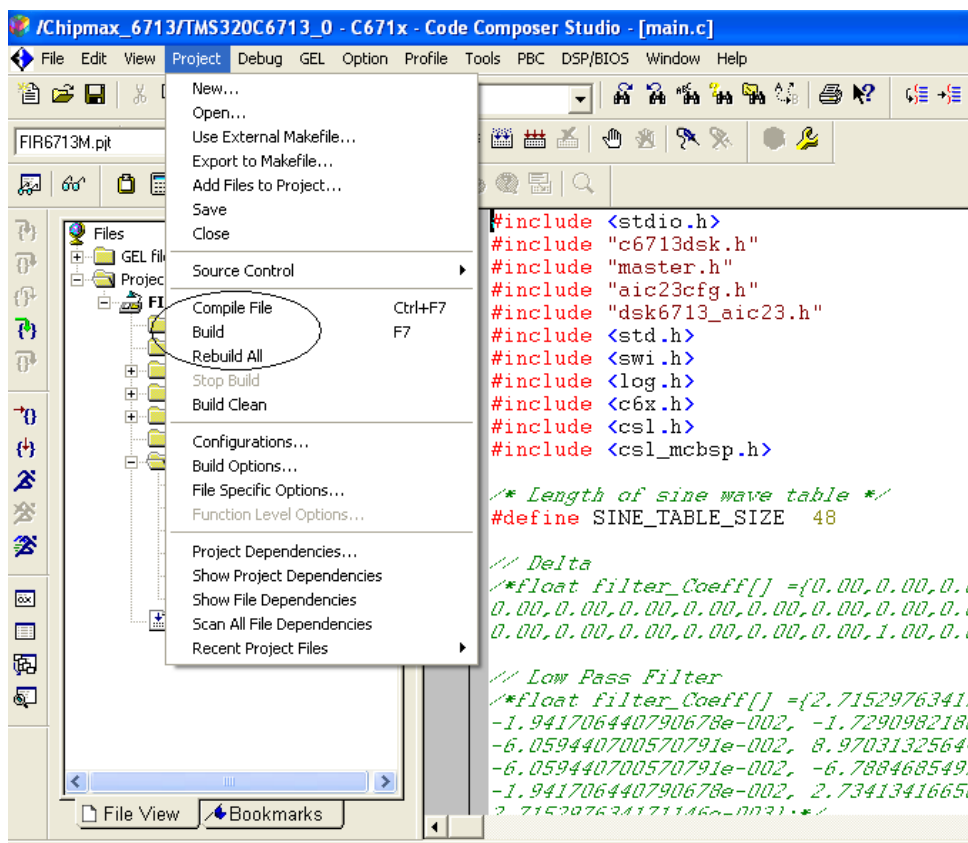 /Chipmax_6713/TMS320C6713_0 - C671x - Code Composer Studio - [main.c]
File Edit View Project Debug GEL Option Profile Tools PBC DSP/BIOS Window Help
FIR6713M.pjt
New...
Open...
Use External Makefile...
Export to Makefile...
Add Files to Project...
Save
Close
Source Control
Compile File Ctrl+F7
Build F7
Rebuild All
Stop Build
Build Clean
Configurations...
Build Options...
File Specific Options...
Function Level Options...
Project Dependencies...
Show Project Dependencies
Show File Dependencies
Scan All File Dependencies
Recent Project Files
Files
GEL file
Projec
FI
File View Bookmarks
#include <stdio.h>
#include "c6713dsk.h"
#include "master.h"
#include "aic23cfg.h"
#include "dsk6713_aic23.h"
#include <std.h>
#include <swi.h>
#include <log.h>
#include <c6x.h>
#include <csl.h>
#include <csl_mcbsp.h>
/* Length of sine wave table */
#define SINE_TABLE_SIZE 48
// Delta
/*float filter_Coeff[] ={0.00,0.00,0.
0.00,0.00,0.00,0.00,0.00,0.00,0.00,0.
0.00,0.00,0.00,0.00,0.00,0.00,1.00,0.
// Low Pass Filter
/*float filter_Coeff[] ={2.7152976341
-1.941706440790678e-002, -1.729098218
-6.059440700570791e-002, 8.9703132564
-6.059440700570791e-002, -6.788468549
-1.941706440790678e-002, 2.7341341665
2.715297634171146e-003};*/